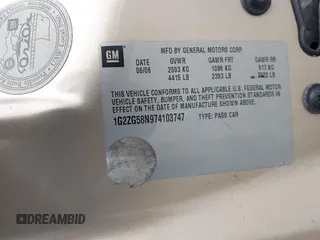 GM
MFD BY GENERAL MOTORS CORP
DATE GVWR GAWR FRT GAWR RR
06/06 2003 KG 1086 KG 917 KG
4415 LB 2393 LB 2022 LB
THIS VEHICLE CONFORMS TO ALL APPLICABLE U.S. FEDERAL MOTOR
VEHICLE SAFETY, BUMPER, AND THEFT PREVENTION STANDARDS
IN EFFECT ON THE DATE OF MANUFACTURE SHOWN ABOVE.
1G2ZG58N974103747 TYPE: PASS CAR
DREAMBID